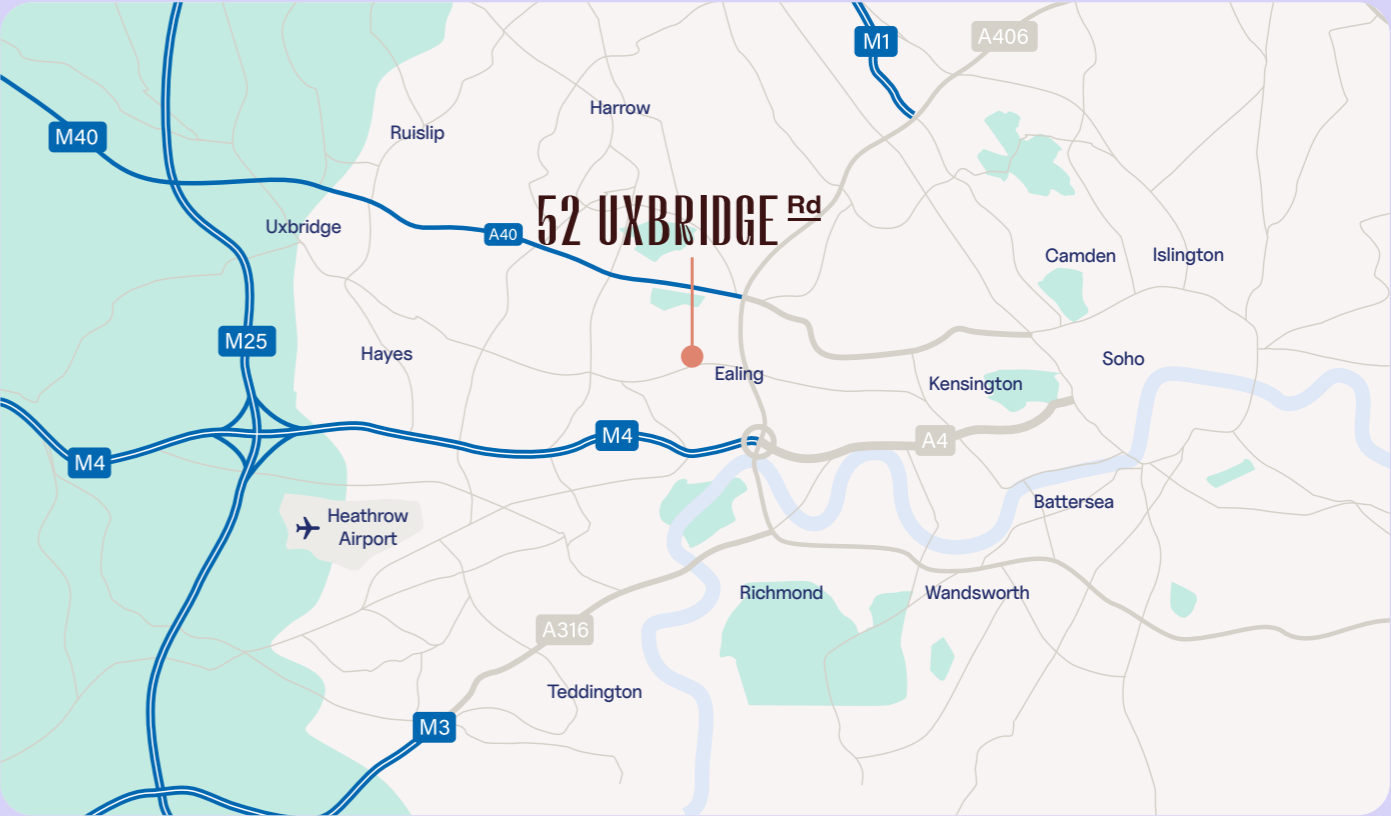 M1
A406
Harrow
Ruislip
M40
52 UXBRIDGE Rd
Uxbridge
A40
Camden
Islington
M25
Hayes
Soho
Ealing
Kensington
M4
A4
M4
Battersea
Heathrow
Airport
Richmond
Wandsworth
A316
Teddington
M3